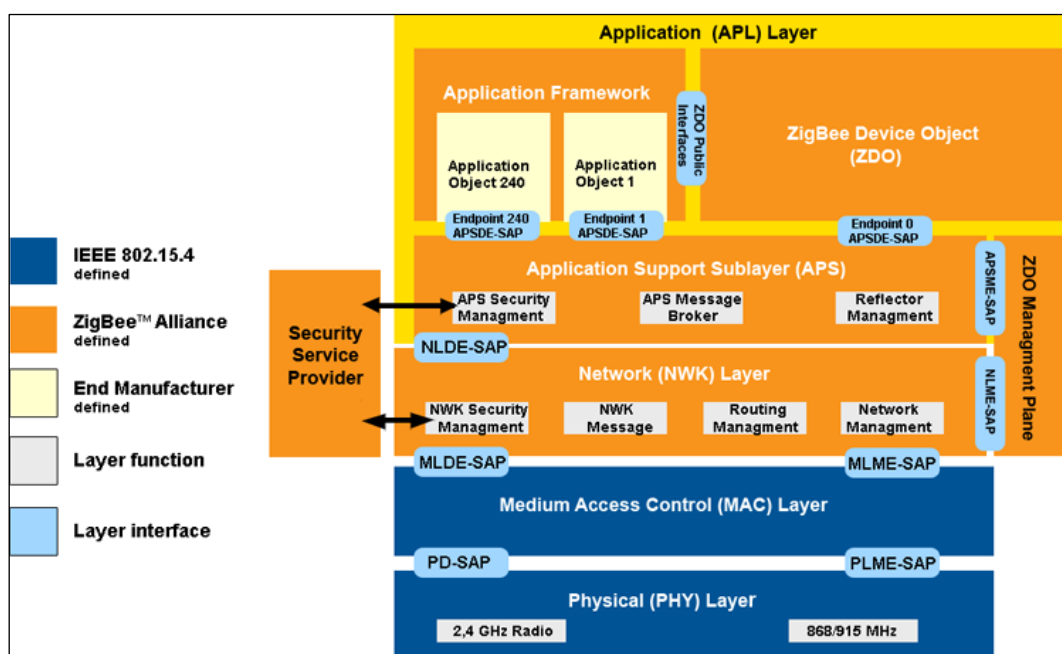 Application (APL) Layer
Application Framework
ZDO Public
Interfaces
ZigBee Device Object
(ZDO)
Application
Object 240
Application
Object 1
Endpoint 240
APSDE-SAP
Endpoint 1
APSDE-SAP
Endpoint 0
APSDE-SAP
IEEE 802.15.4
defined
ZigBee™ Alliance
defined
End Manufacturer
defined
Layer function
Layer interface
Security
Service
Provider
Application Support Sublayer (APS)
APS Security
Managment
APS Message
Broker
Reflector
Managment
APSME-SAP
ZDO Managment Plane
NLDE-SAP
Network (NWK) Layer
NWK Security
Managment
NWK
Message
Routing
Managment
Network
Managment
NLME-SAP
MLDE-SAP
MLME-SAP
Medium Access Control (MAC) Layer
PD-SAP
PLME-SAP
Physical (PHY) Layer
2,4 GHz Radio
868/915 MHz